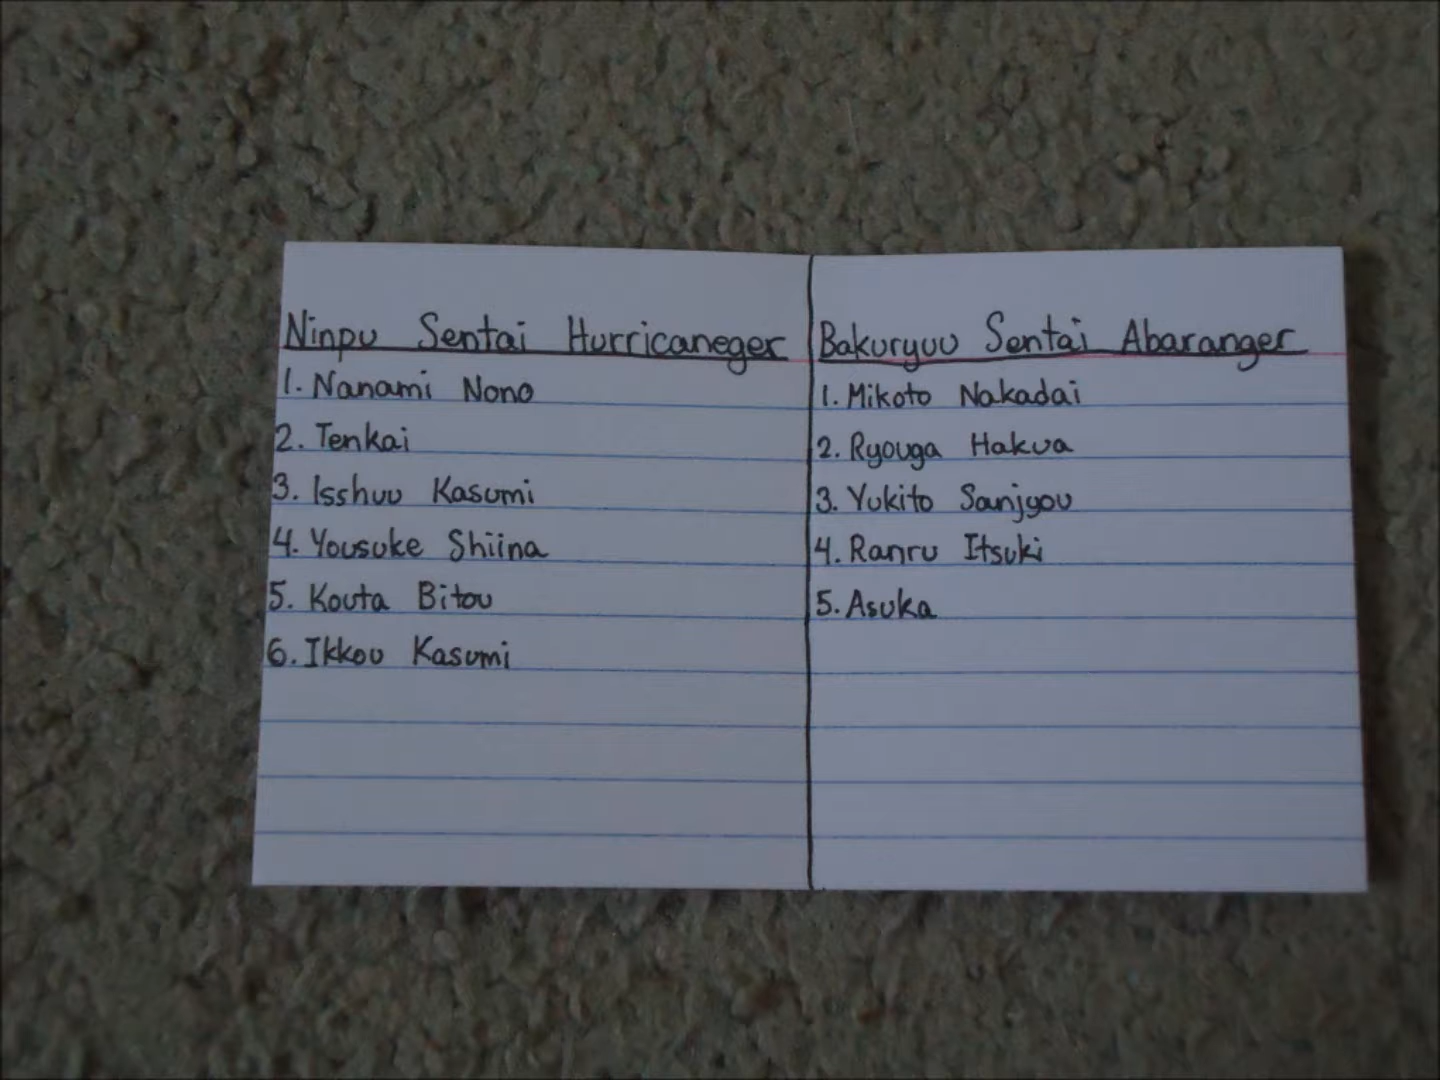 Ninpu Sentai Hurricaneger
1. Nanami Nono
2. Tenkai
3. Isshuu Kasumi
4. Yousuke Shiina
5. Kouta Bitou
6. Ikkou Kasumi
Bakuryuu Sentai Abaranger
1. Mikoto Nakadai
2. Ryouga Hakua
3. Yukito Sanjyou
4. Ranru Itsuki
5. Asuka